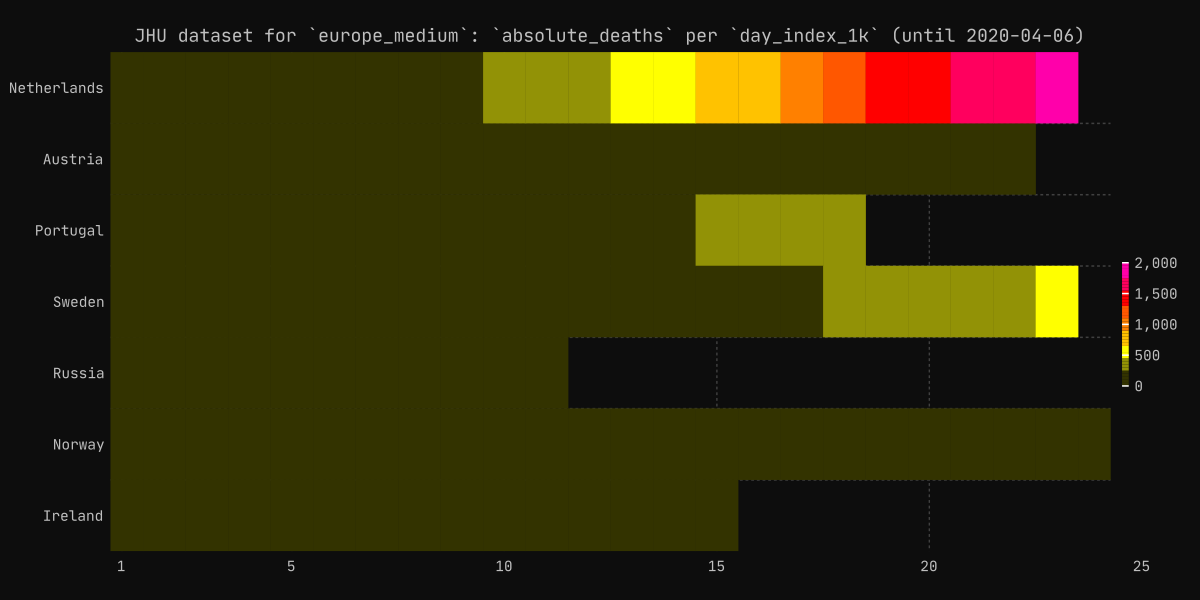 JHU dataset for `europe_medium`: `absolute_deaths` per `day_index_1k` (until 2020-04-06)
Netherlands
Austria
Portugal
Sweden
Russia
Norway
Ireland
2,000
1,500
1,000
500
0
1 5 10 15 20 25